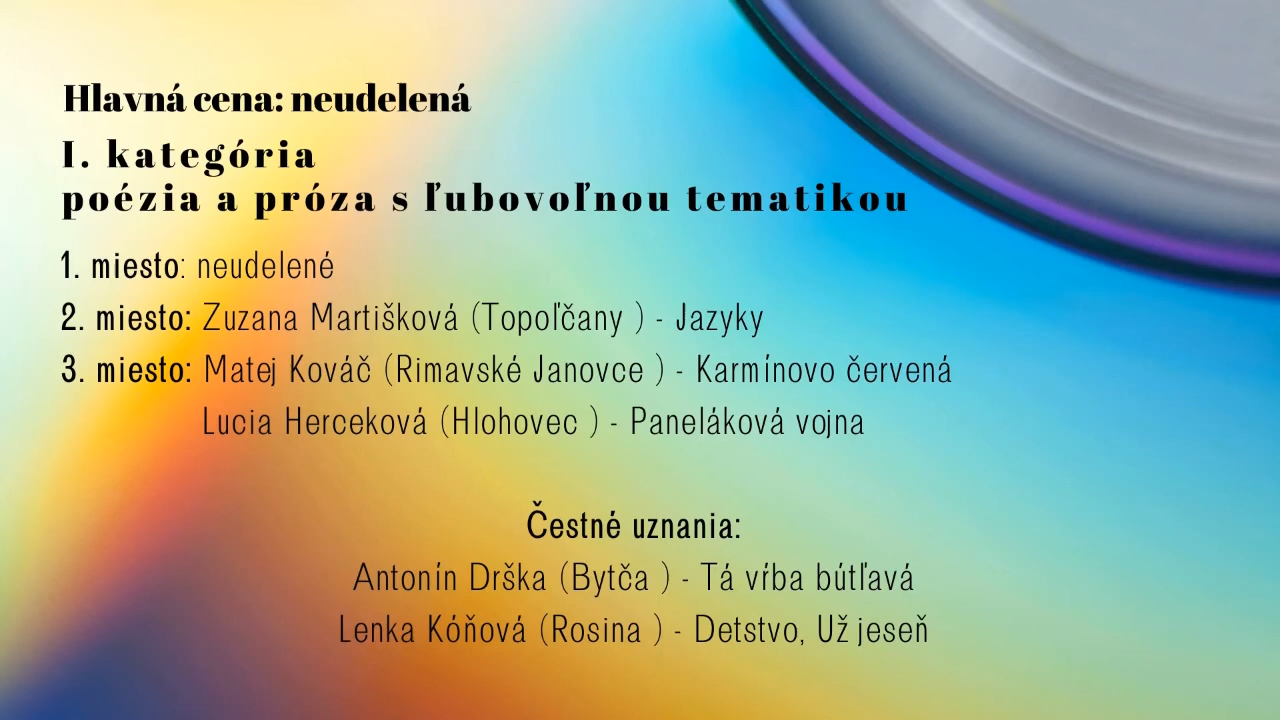 Hlavná cena: neudelená
I. kategória
poézia a próza s ľubovoľnou tematikou
1. miesto: neudelené
2. miesto: Zuzana Martišková (Topoľčany ) - Jazyky
3. miesto: Matej Kováč (Rimavské Janovce ) - Karmínovo červená
Lucia Herceková (Hlohovec ) - Paneláková vojna
Čestné uznania:
Antonín Drška (Bytča ) - Tá vŕba bútľavá
Lenka Kóňová (Rosina ) - Detstvo, Už jeseň